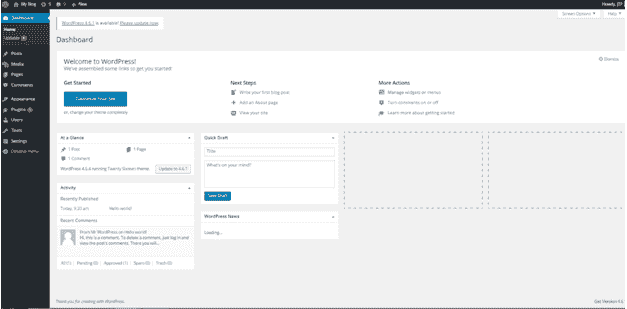 My Blog
New
Howdy,
Screen Options
Help
Dashboard
Home
Updates
Posts
Media
Pages
Comments
Appearance
Plugins
Users
Tools
Settings
Collapse menu
WordPress 4.6.1 is available! Please update now.
Dashboard
Welcome to WordPress!
We've assembled some links to get you started!
Dismiss
Get Started
Customize Your Site
or, change your theme completely
Next Steps
Write your first blog post
Add an About page
View your site
More Actions
Manage widgets or menus
Turn comments on or off
Learn more about getting started
At a Glance
1 Post
1 Page
1 Comment
WordPress 4.5.4 running Twenty Sixteen theme.
Update to 4.6.1
Activity
Recently Published
Today, 9:20 am
Hello world!
Recent Comments
From Mr WordPress on Hello world!
Hi, this is a comment. To delete a comment, just log in and
view the post's comments. There you will...
All (1) Pending (0) Approved (1) Spam (0) Trash (0)
Quick Draft
Title
What's on your mind?
Save Draft
WordPress News
Loading...
Thank you for creating with WordPress.
Get Version 4.6.1